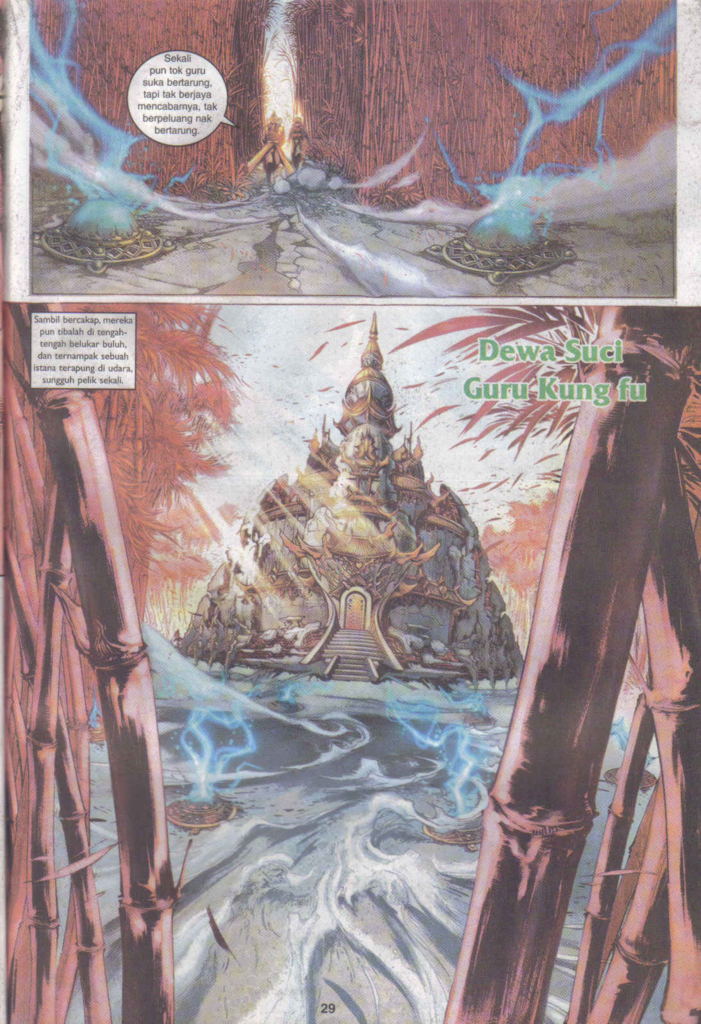 Sekali
pun tok guru
suka bertarung,
tapi tak berjaya
mencabarnya, tak
berpeluang nak
bertarung.
Sambil bercakap, mereka
pun tibalah di tengah-
tengah belukar buluh,
dan ternampak sebuah
istana terapung di udara,
sungguh pelik sekali.
Dewa Suci
Guru Kung fu
29